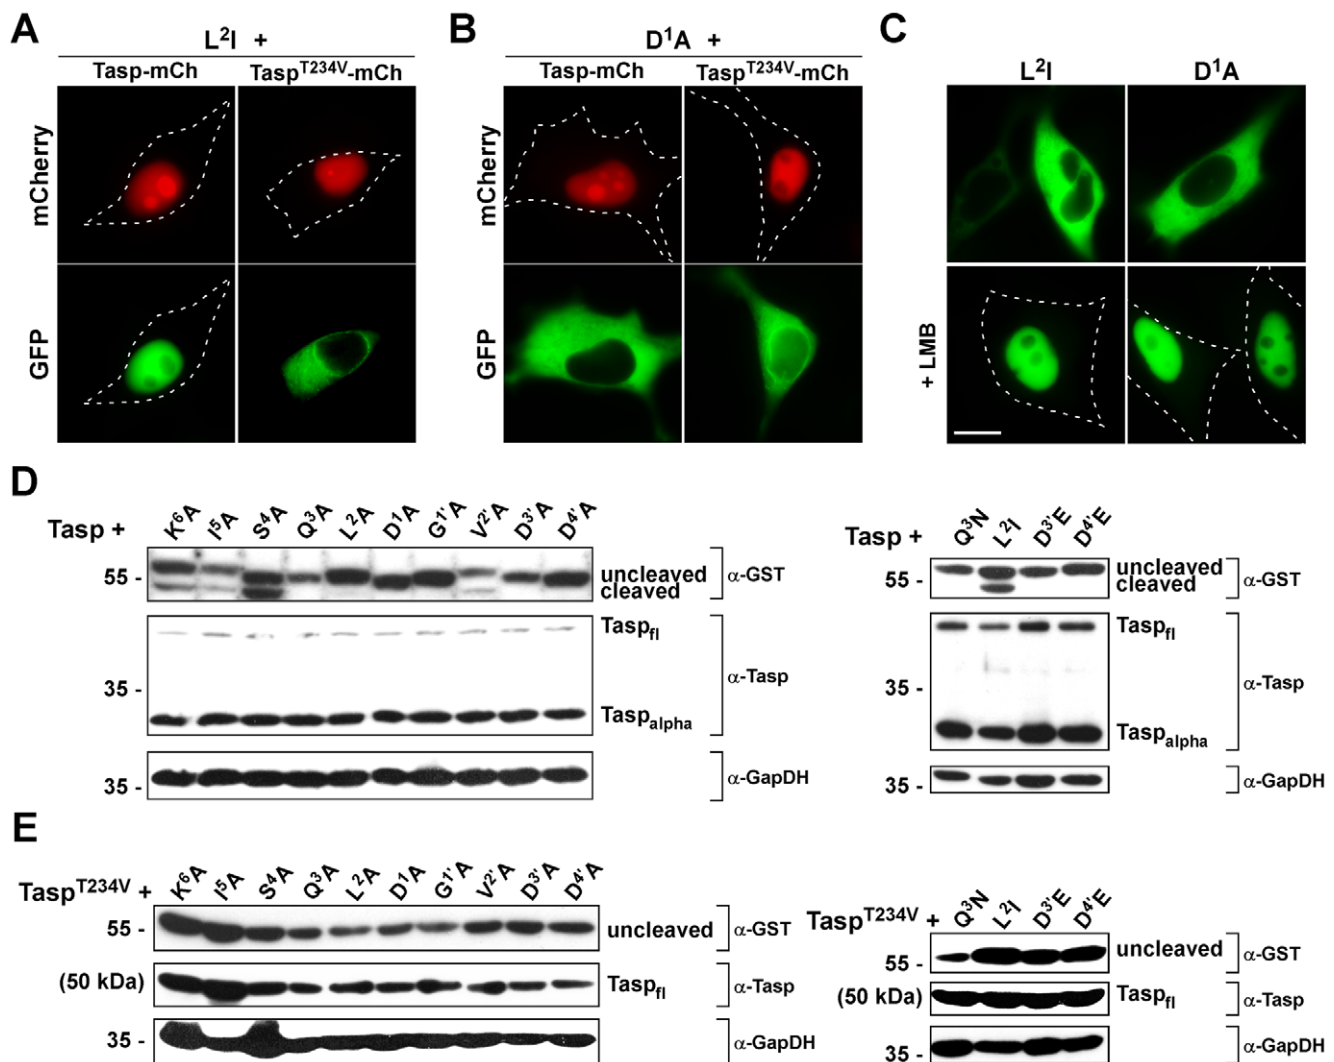 A
L²I +
Tasp-mCh Tasp^T234V-mCh
mCherry
GFP
B
D¹A +
Tasp-mCh Tasp^T234V-mCh
mCherry
GFP
C
L²I D¹A
+ LMB
D
Tasp + K⁶A I⁵A S⁴A Q³A L²A D¹A G¹'A V²'A D³'A D⁴'A
55 - uncleaved α-GST
cleaved
Tasp_fl
35 - α-Tasp
Tasp_alpha
35 - α-GapDH
Tasp + Q³N L²I D³'E D⁴'E
55 - uncleaved α-GST
cleaved
Tasp_fl
35 - α-Tasp
Tasp_alpha
35 - α-GapDH
E
Tasp^T234V + K⁶A I⁵A S⁴A Q³A L²A D¹A G¹'A V²'A D³'A D⁴'A
55 - uncleaved α-GST
(50 kDa) Tasp_fl α-Tasp
35 - α-GapDH
Tasp^T234V + Q³N L²I D³'E D⁴'E
55 - uncleaved α-GST
(50 kDa) Tasp_fl α-Tasp
35 - α-GapDH